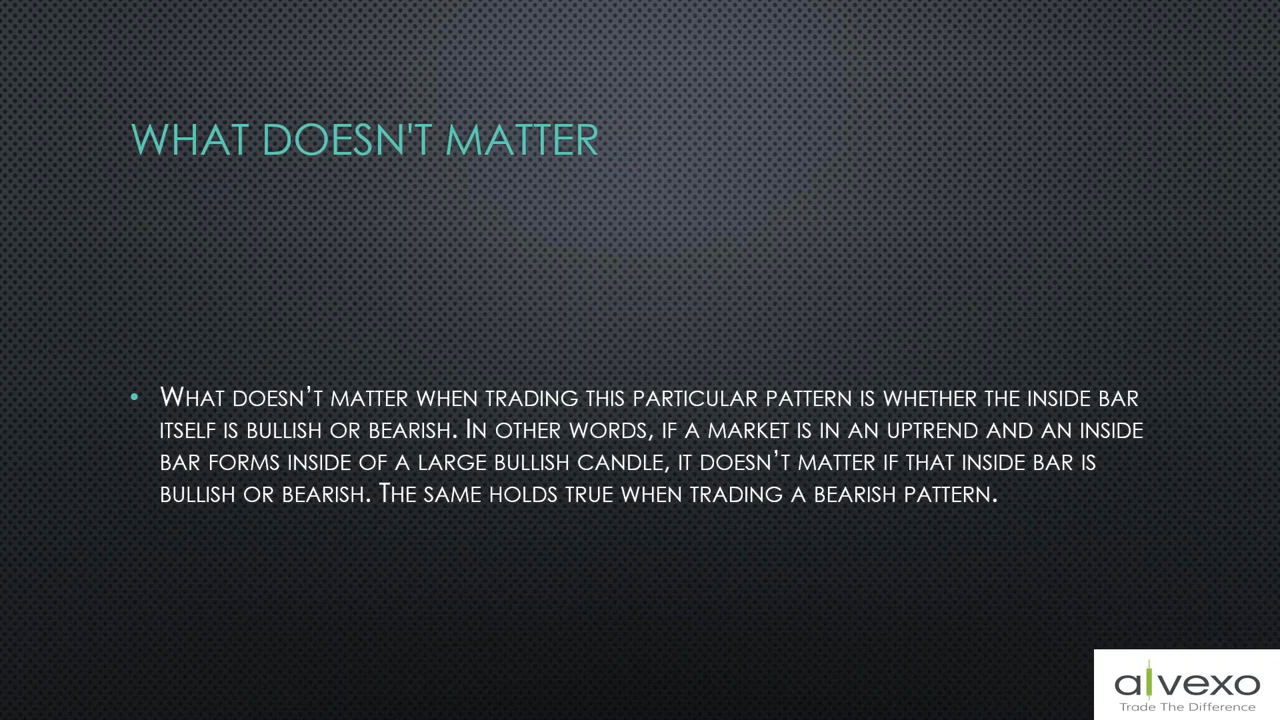 WHAT DOESN'T MATTER
• WHAT DOESN’T MATTER WHEN TRADING THIS PARTICULAR PATTERN IS WHETHER THE INSIDE BAR
ITSELF IS BULLISH OR BEARISH. IN OTHER WORDS, IF A MARKET IS IN AN UPTREND AND AN INSIDE
BAR FORMS INSIDE OF A LARGE BULLISH CANDLE, IT DOESN’T MATTER IF THAT INSIDE BAR IS
BULLISH OR BEARISH. THE SAME HOLDS TRUE WHEN TRADING A BEARISH PATTERN.
alvexo
Trade The Difference